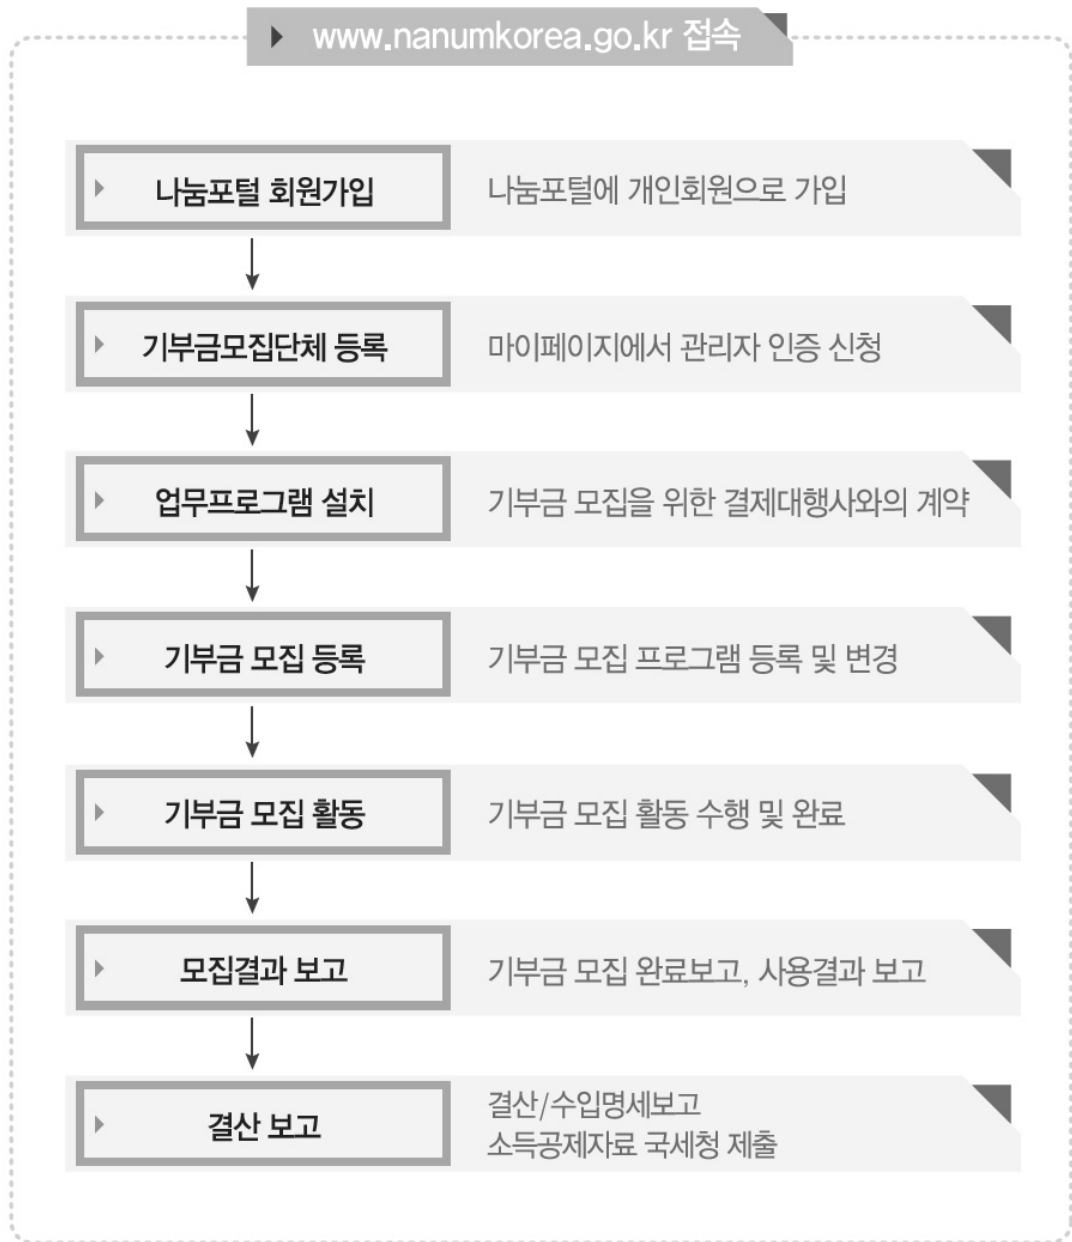 www.nanumkorea.go.kr 접속
나눔포털 회원가입
나눔포털에 개인회원으로 가입
기부금모집단체 등록
마이페이지에서 관리자 인증 신청
업무프로그램 설치
기부금 모집을 위한 결제대행사와의 계약
기부금 모집 등록
기부금 모집 프로그램 등록 및 변경
기부금 모집 활동
기부금 모집 활동 수행 및 완료
모집결과 보고
기부금 모집 완료보고, 사용결과 보고
결산 보고
결산/수입명세보고
소득공제자료 국세청 제출